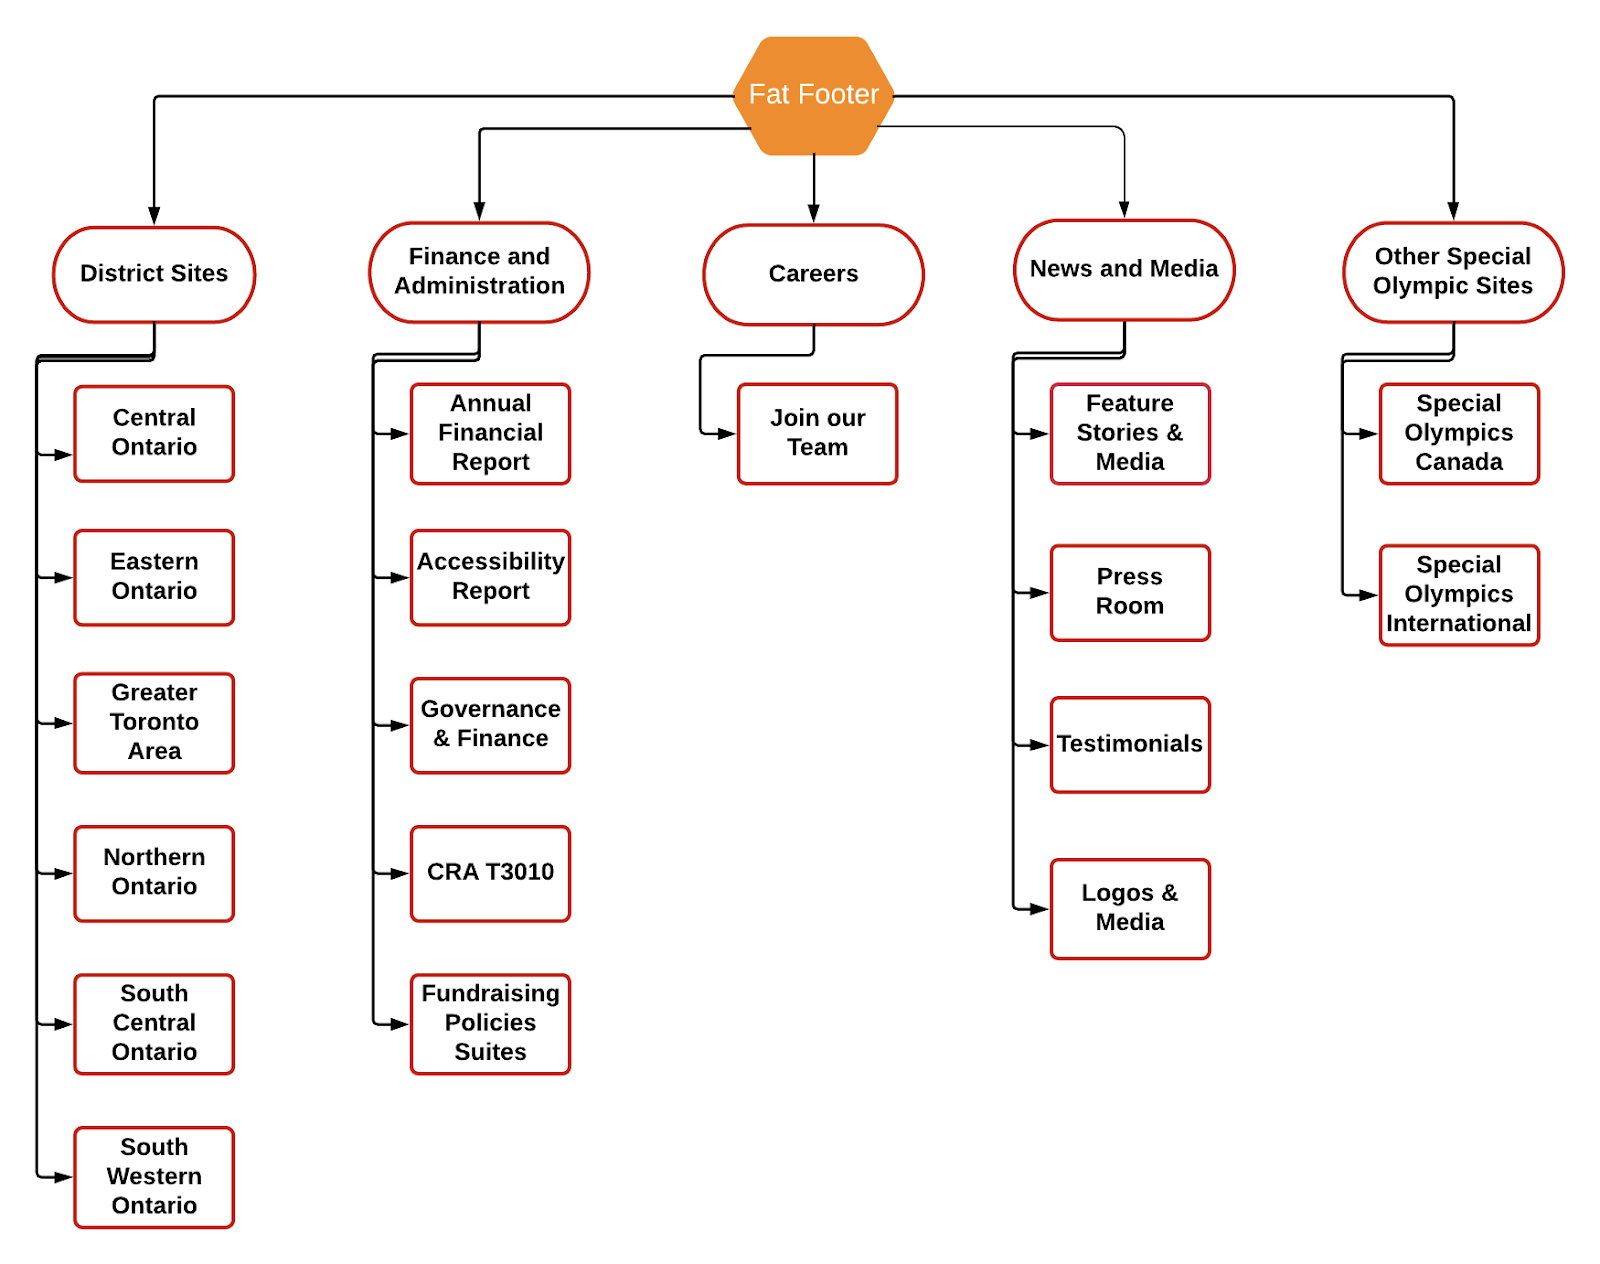 Fat Footer
District Sites
Finance and
Administration
Careers
News and Media
Other Special
Olympic Sites
Central
Ontario
Eastern
Ontario
Greater
Toronto
Area
Northern
Ontario
South
Central
Ontario
South
Western
Ontario
Annual
Financial
Report
Accessibility
Report
Governance
& Finance
CRA T3010
Fundraising
Policies
Suites
Join our
Team
Feature
Stories &
Media
Press
Room
Testimonials
Logos &
Media
Special
Olympics
Canada
Special
Olympics
International